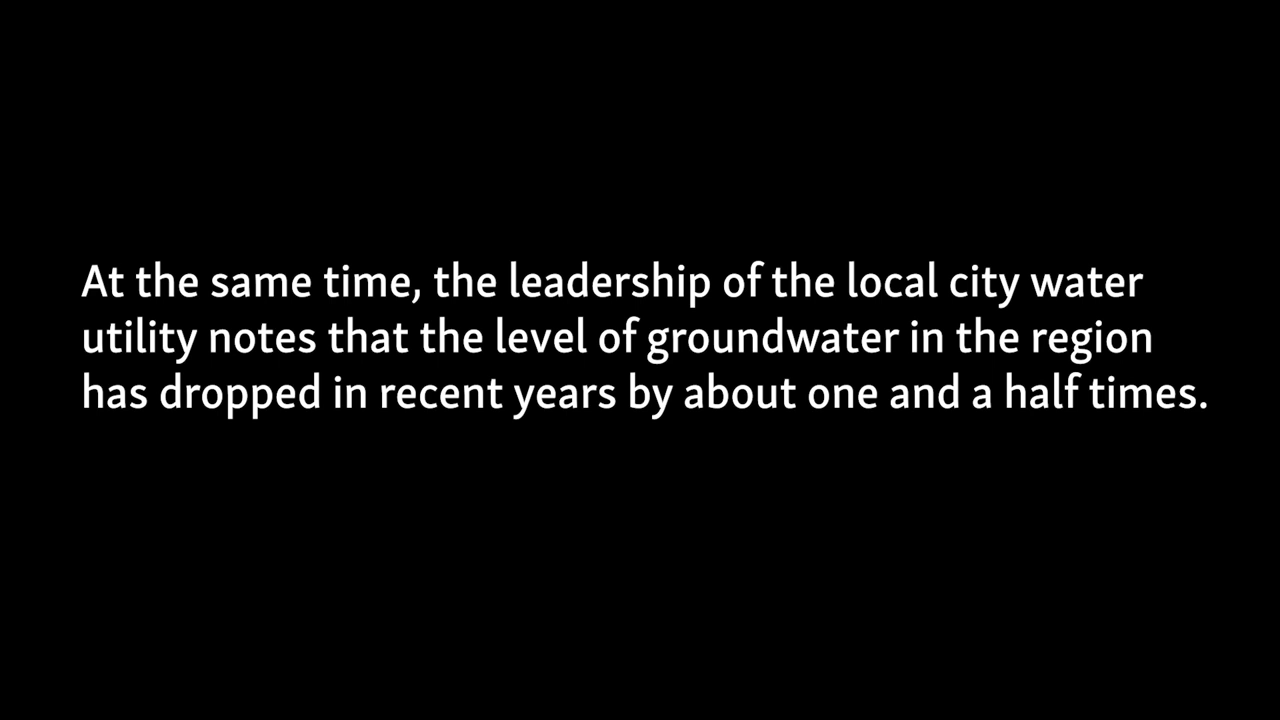 At the same time, the leadership of the local city water
utility notes that the level of groundwater in the region
has dropped in recent years by about one and a half times.